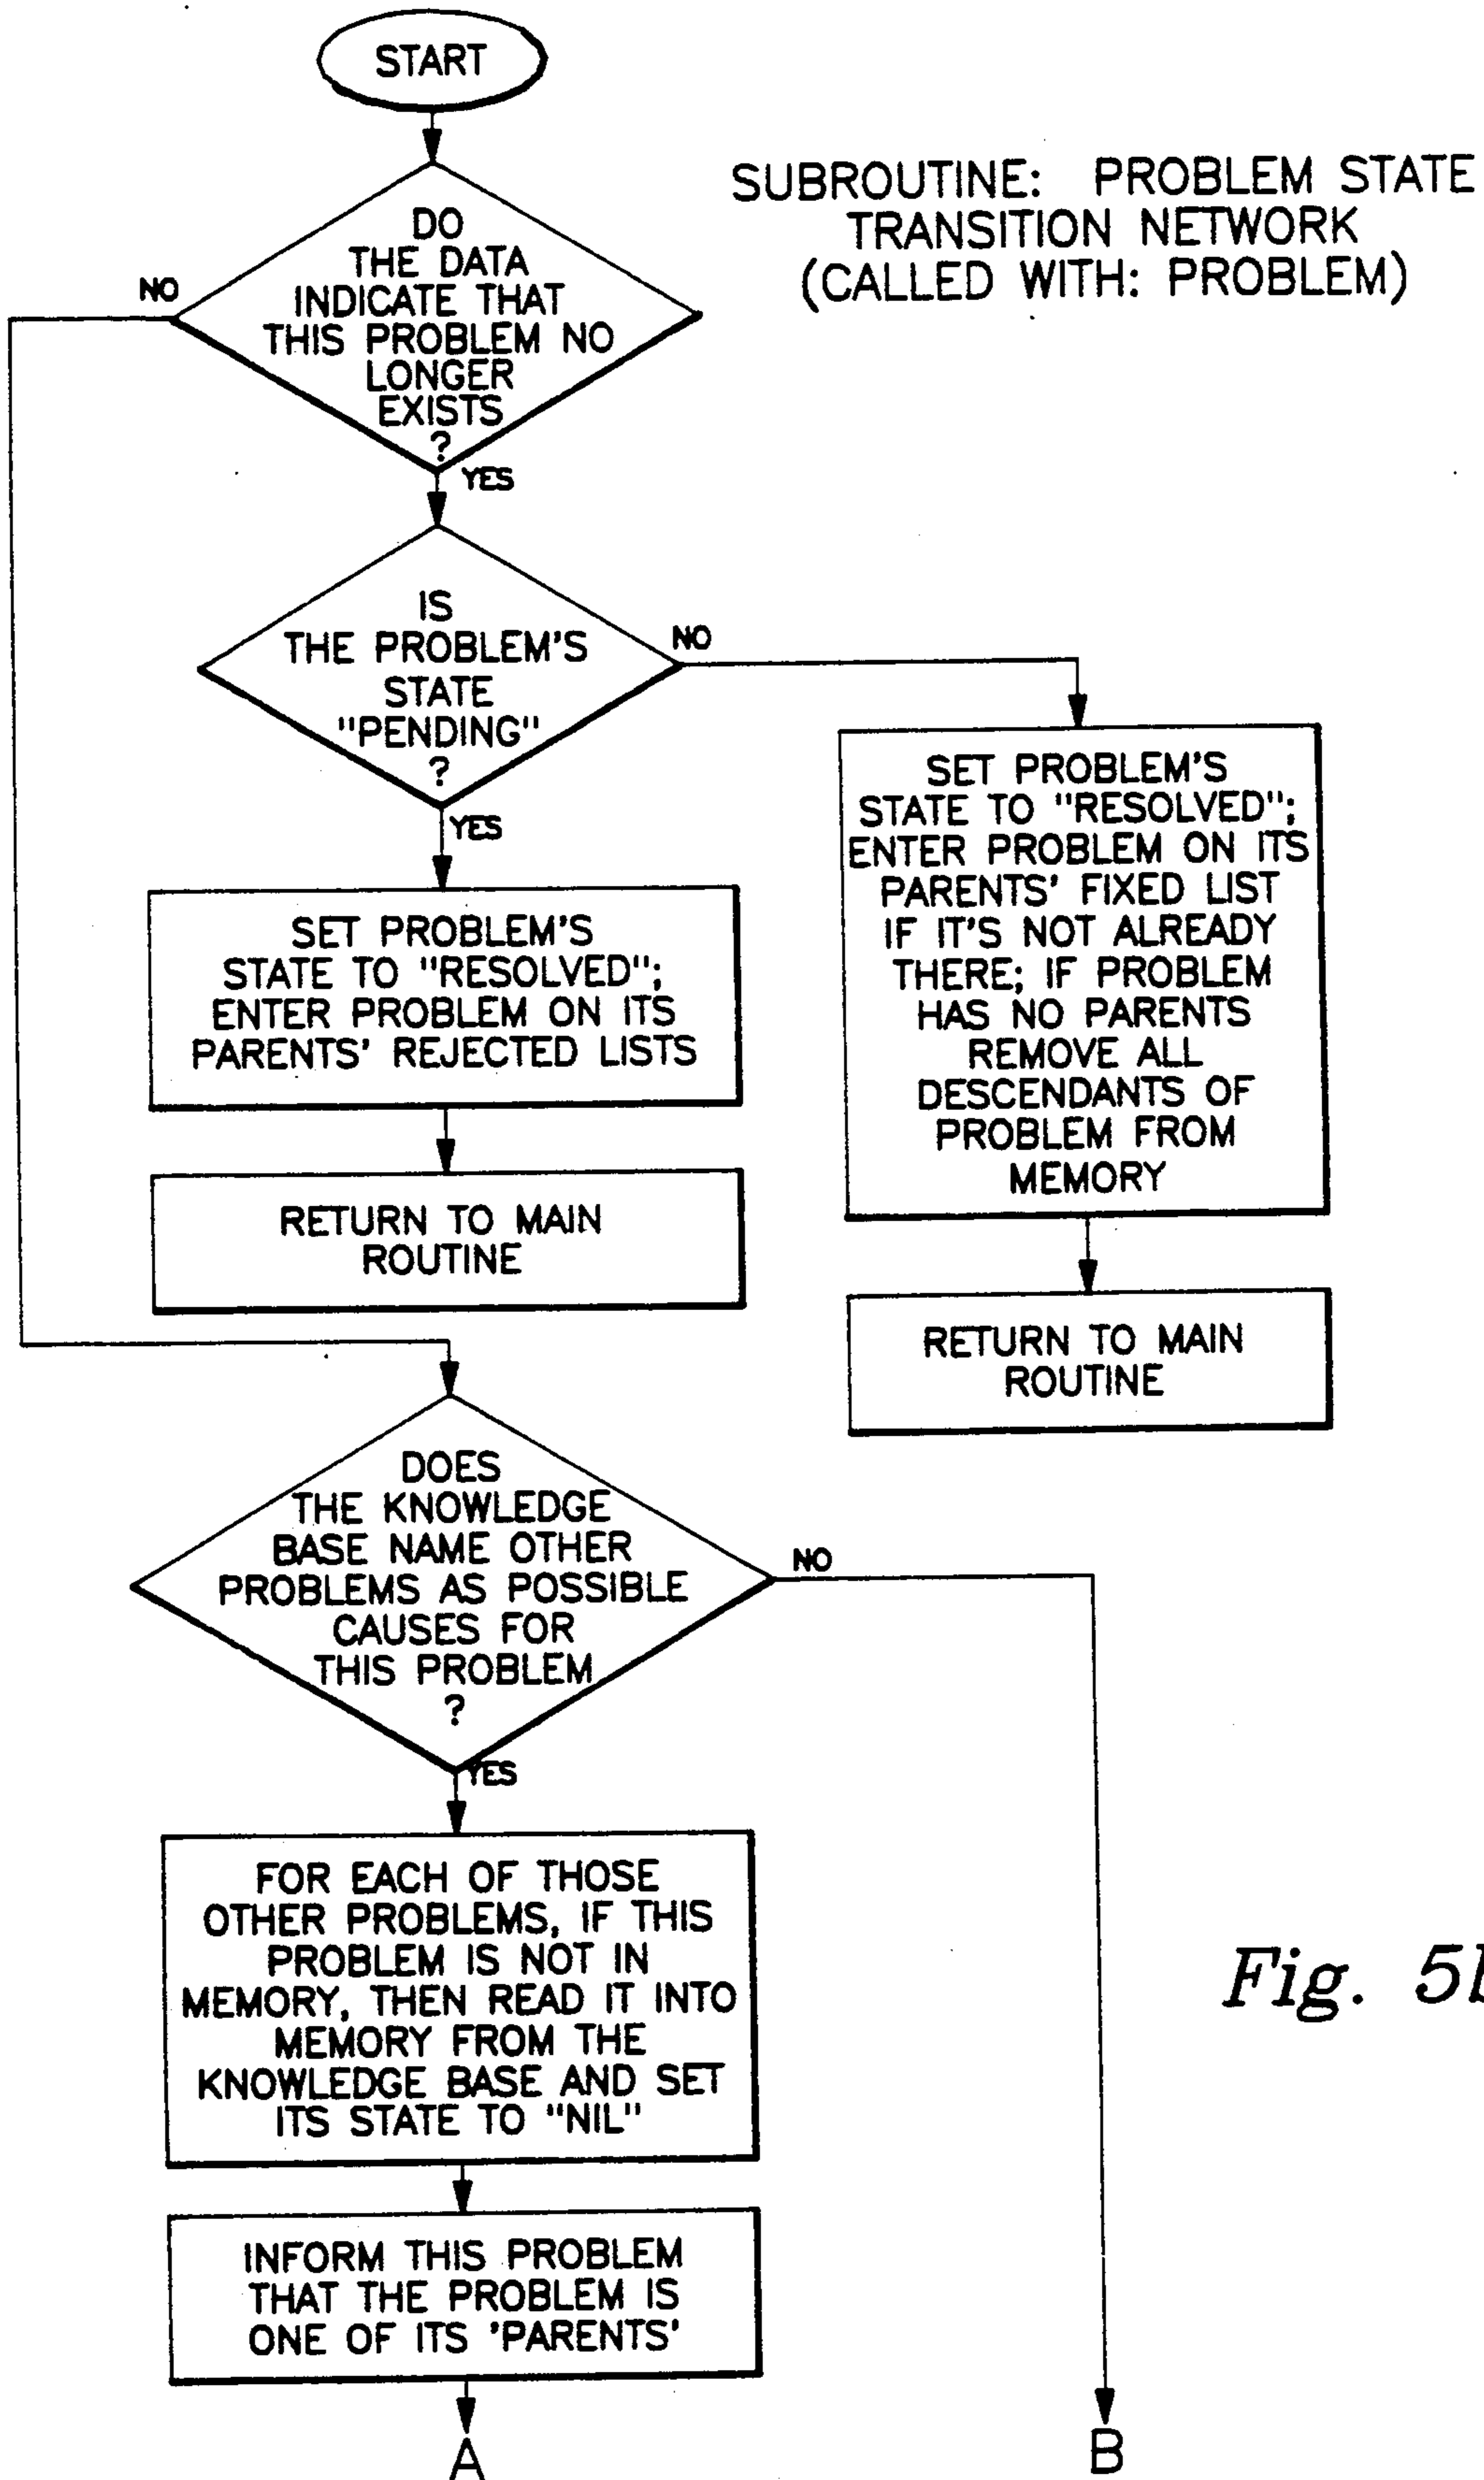 START
SUBROUTINE: PROBLEM STATE
TRANSITION NETWORK
(CALLED WITH: PROBLEM)
DO
THE DATA
INDICATE THAT
THIS PROBLEM NO
LONGER
EXISTS
?
NO
YES
IS
THE PROBLEM'S
STATE
"PENDING"
?
NO
YES
SET PROBLEM'S
STATE TO "RESOLVED";
ENTER PROBLEM ON ITS
PARENTS' REJECTED LISTS
RETURN TO MAIN
ROUTINE
SET PROBLEM'S
STATE TO "RESOLVED";
ENTER PROBLEM ON ITS
PARENTS' FIXED LIST
IF IT'S NOT ALREADY
THERE; IF PROBLEM
HAS NO PARENTS
REMOVE ALL
DESCENDANTS OF
PROBLEM FROM
MEMORY
RETURN TO MAIN
ROUTINE
DOES
THE KNOWLEDGE
BASE NAME OTHER
PROBLEMS AS POSSIBLE
CAUSES FOR
THIS PROBLEM
?
NO
YES
FOR EACH OF THOSE
OTHER PROBLEMS, IF THIS
PROBLEM IS NOT IN
MEMORY, THEN READ IT INTO
MEMORY FROM THE
KNOWLEDGE BASE AND SET
ITS STATE TO "NIL"
INFORM THIS PROBLEM
THAT THE PROBLEM IS
ONE OF ITS 'PARENTS'
A
B
Fig.